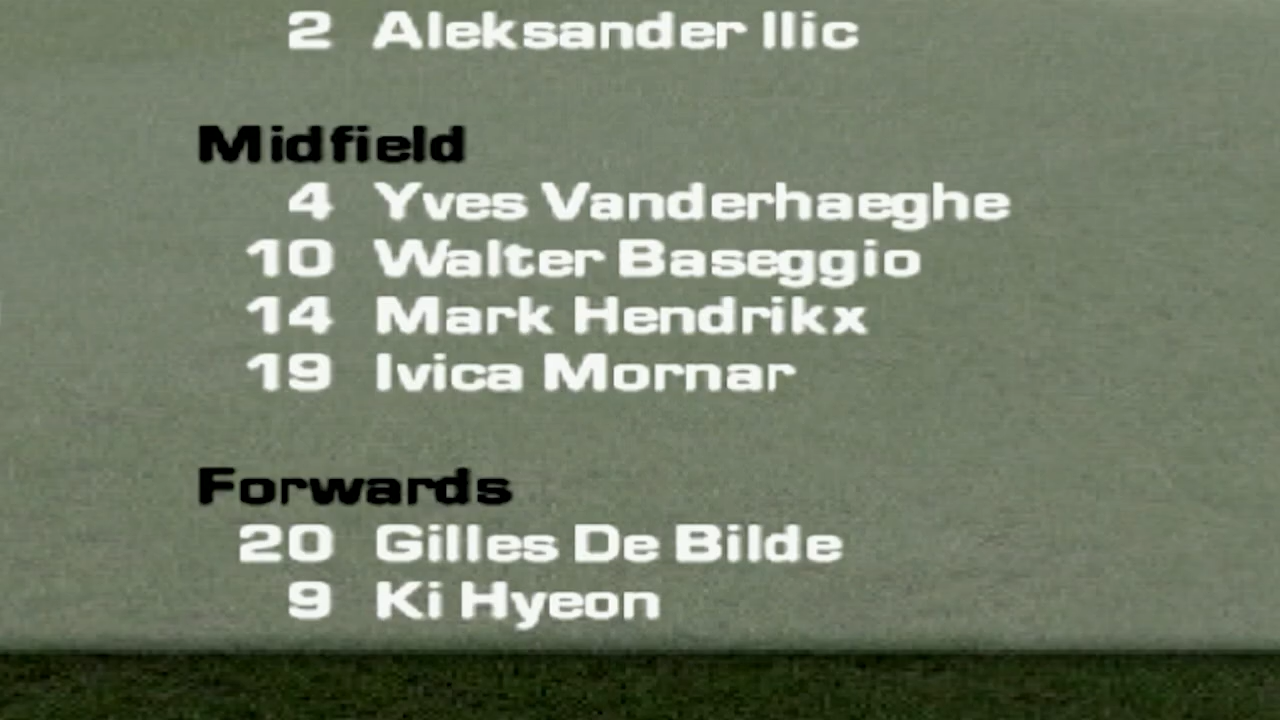 2 Aleksander Ilic
Midfield
4 Yves Vanderhaeghe
10 Walter Baseggio
14 Mark Hendrikx
19 Ivica Mornar
Forwards
20 Gilles De Bilde
9 Ki Hyeon